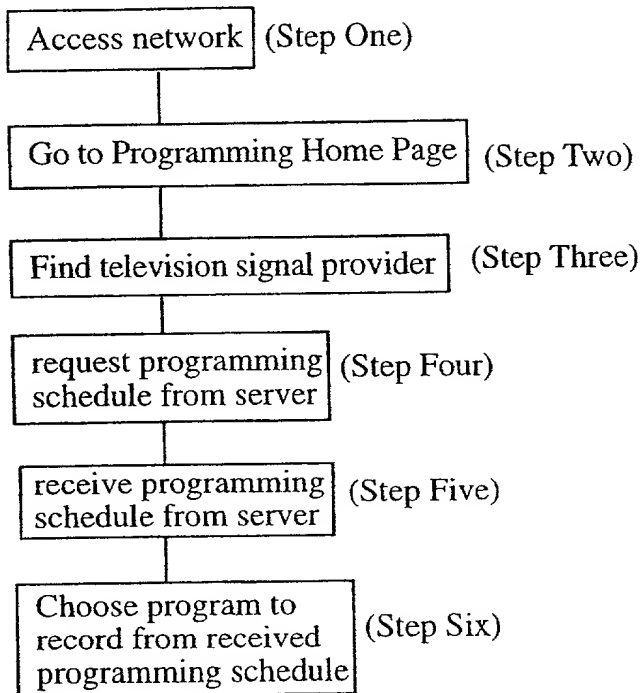 Access network (Step One)
Go to Programming Home Page (Step Two)
Find television signal provider (Step Three)
request programming (Step Four)
schedule from server
receive programming (Step Five)
schedule from server
Choose program to
record from received (Step Six)
programming schedule